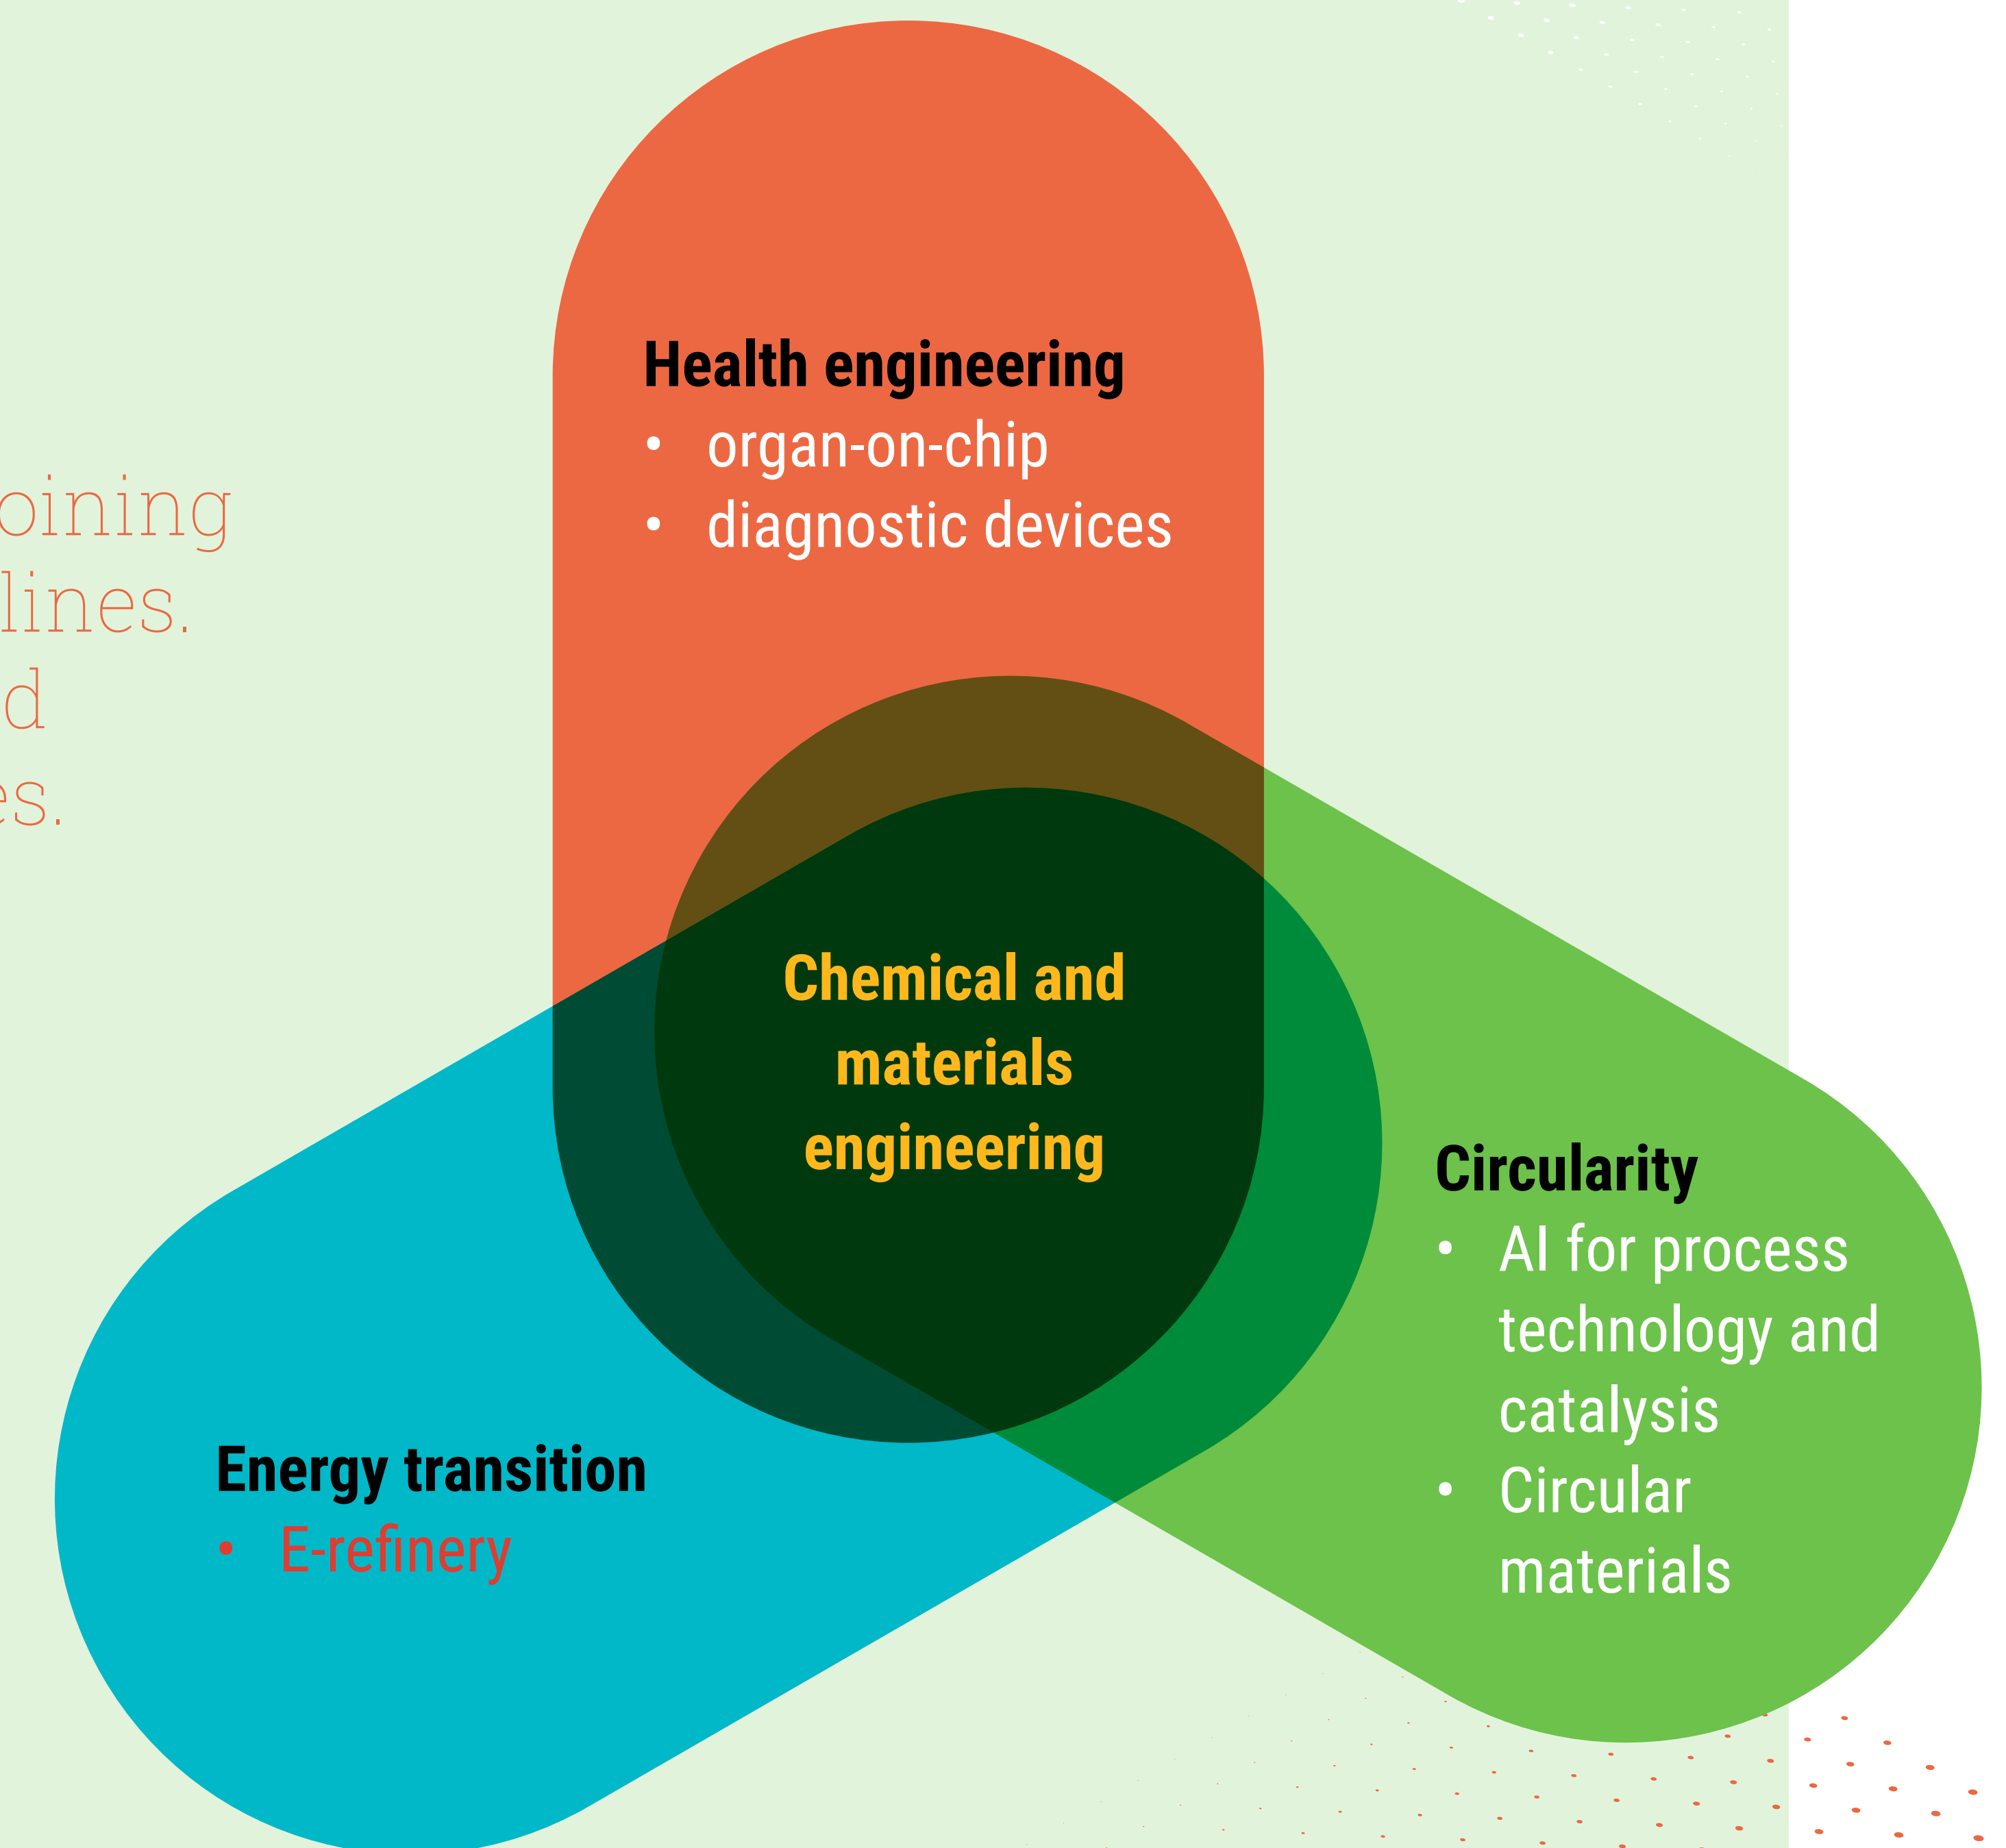 oining
lines.
d
es.
Health engineering
• organ-on-chip
• diagnostic devices
Chemical and
materials
engineering
Circularity
• AI for process
technology and
catalysis
• Circular
materials
Energy transition
• E-refinery